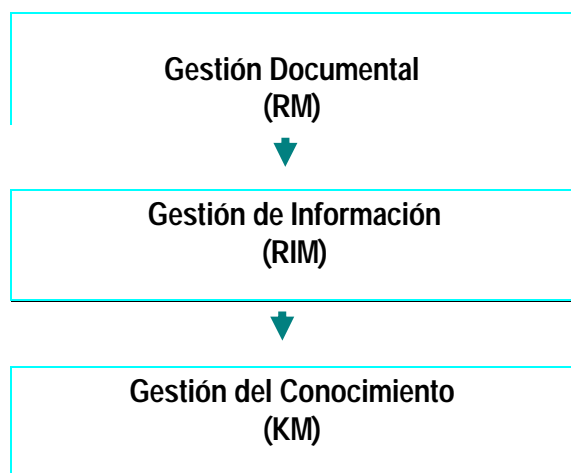 Gestión Documental
(RM)
Gestión de Información
(RIM)
Gestión del Conocimiento
(KM)